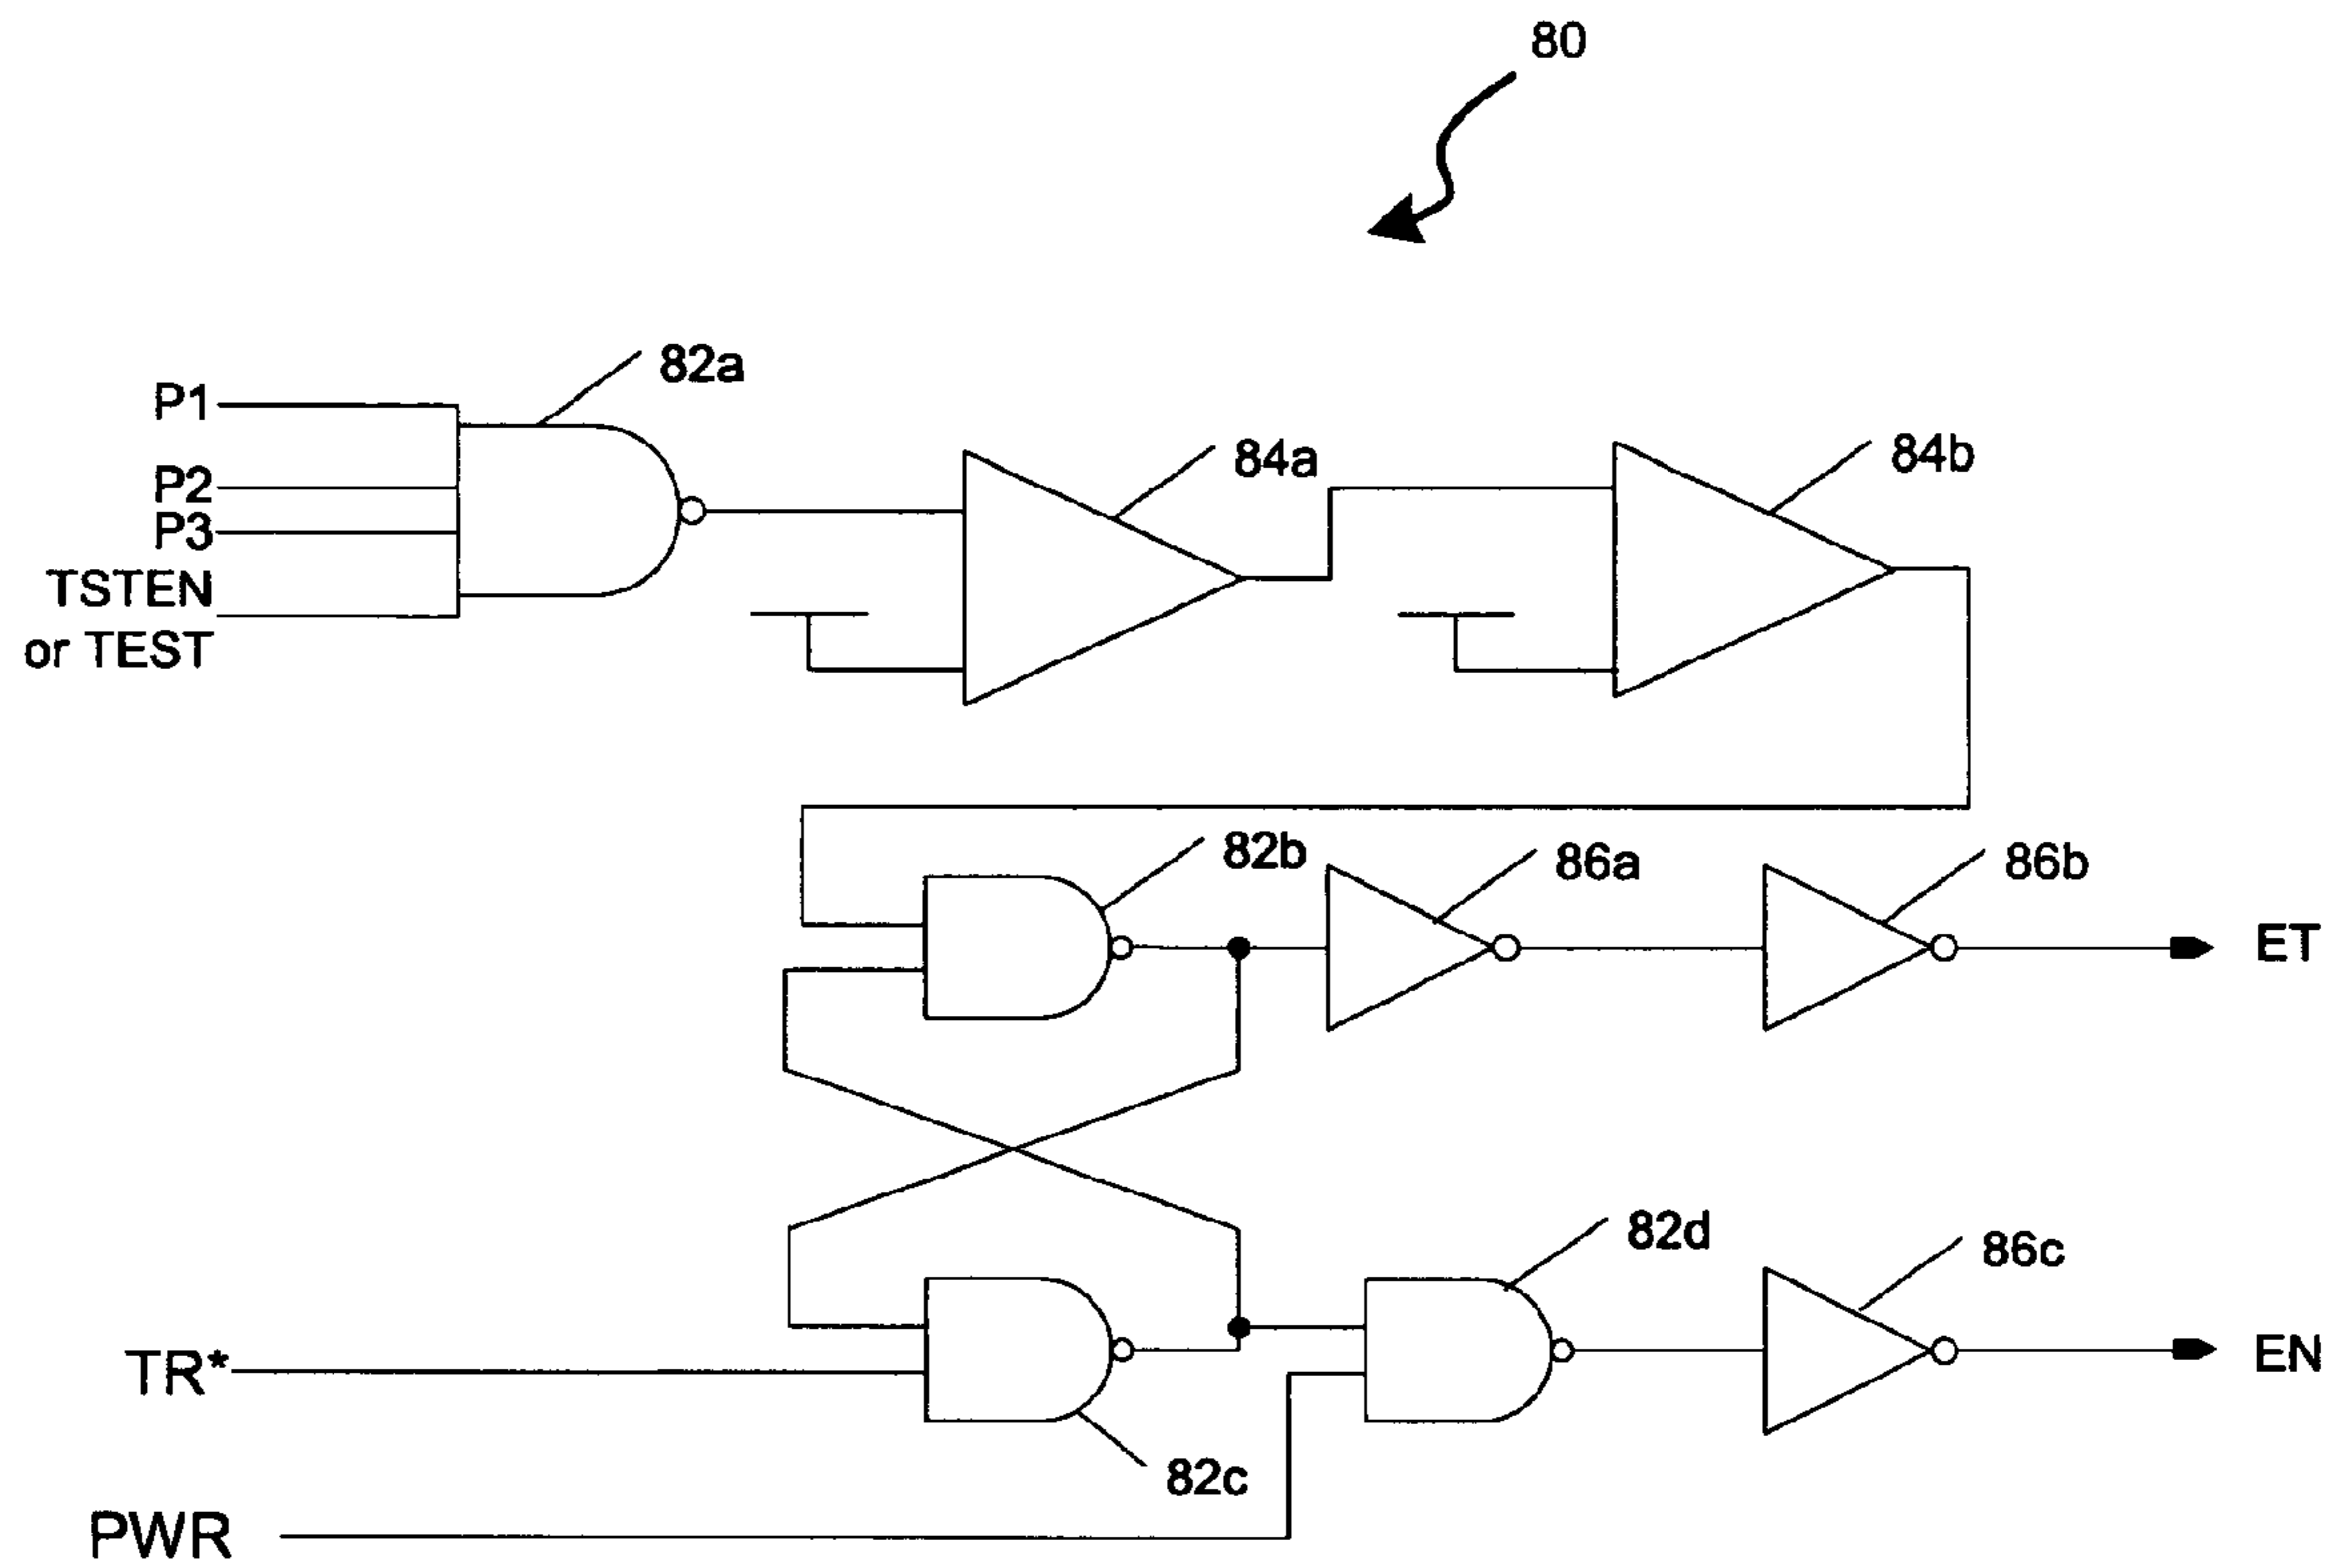 80
82a
P1
P2
P3
TSTEN
or TEST
84a
84b
82b
86a
86b
ET
82d
86c
TR*
EN
82c
PWR